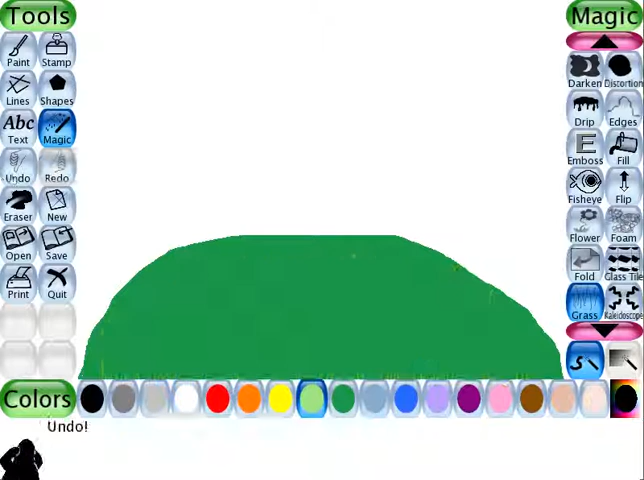 Tools
Magic
Paint Stamp
Lines Shapes
Abc
Text Magic
Undo Redo
Eraser New
Open Save
Print Quit
Darken Distortion
Drip Edges
E
Emboss Fill
Fisheye Flip
Flower Foam
Fold Glass Tile
Grass Kaleidoscope
Colors
Undo!